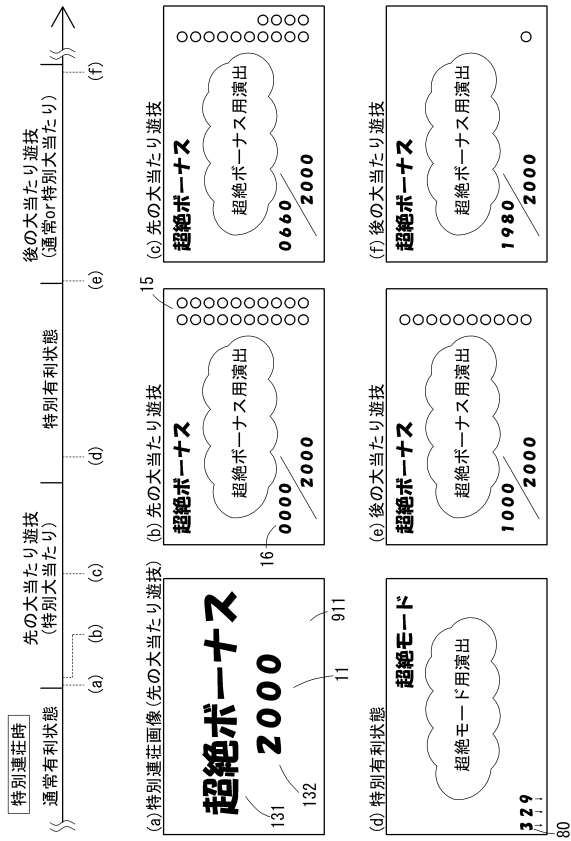 特別連荘時
通常有利状態
先の大当たり遊技
(特別大当たり)
特別有利状態
後の大当たり遊技
(通常or特別大当たり)
(a)
(b)
(c)
(d)
(e)
(f)
(a) 特別連荘画像(先の大当たり遊技)
超絶ボーナス
2000
131
132
11
911
(b) 先の大当たり遊技
15
超絶ボーナス
超絶ボーナス用演出
16
0000
2000
(c) 先の大当たり遊技
超絶ボーナス
超絶ボーナス用演出
0660
2000
(d) 特別有利状態
超絶モード
超絶モード用演出
329
↓↓↓
80
(e) 後の大当たり遊技
超絶ボーナス
超絶ボーナス用演出
1000
2000
(f) 後の大当たり遊技
超絶ボーナス
超絶ボーナス用演出
1980
2000